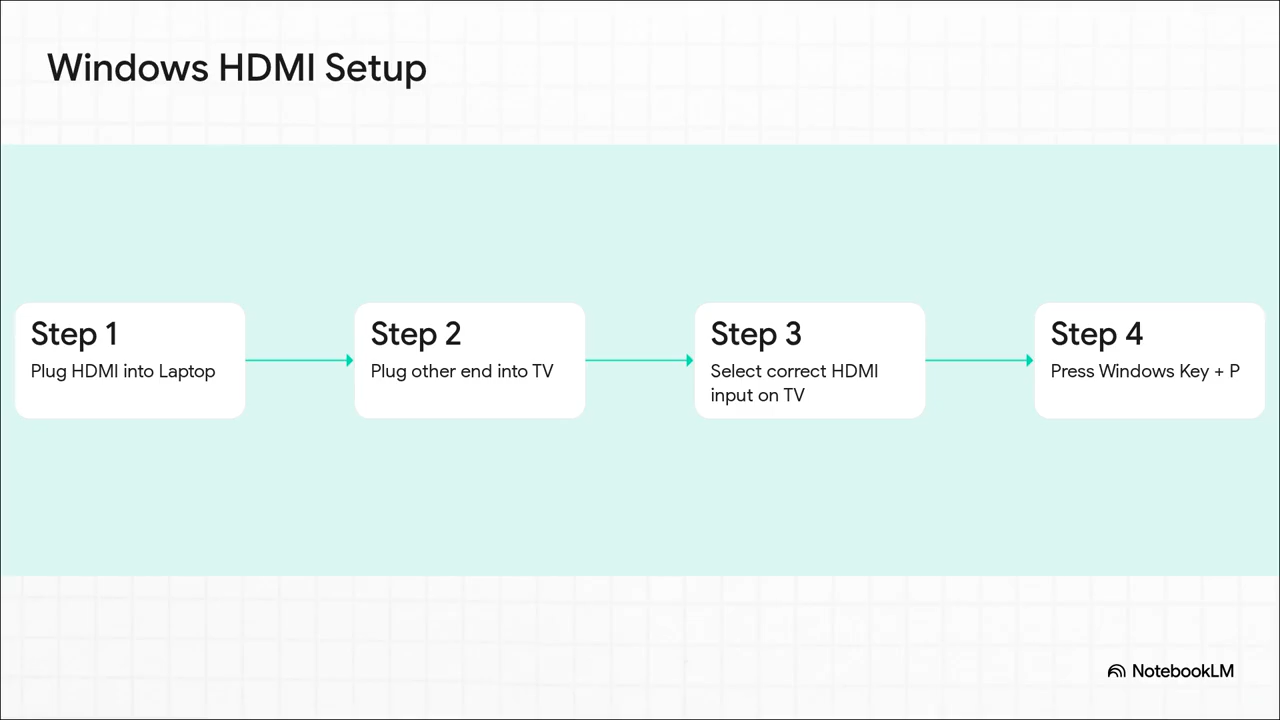 Windows HDMI Setup
Step 1
Plug HDMI into Laptop
Step 2
Plug other end into TV
Step 3
Select correct HDMI
input on TV
Step 4
Press Windows Key + P
NotebookLM